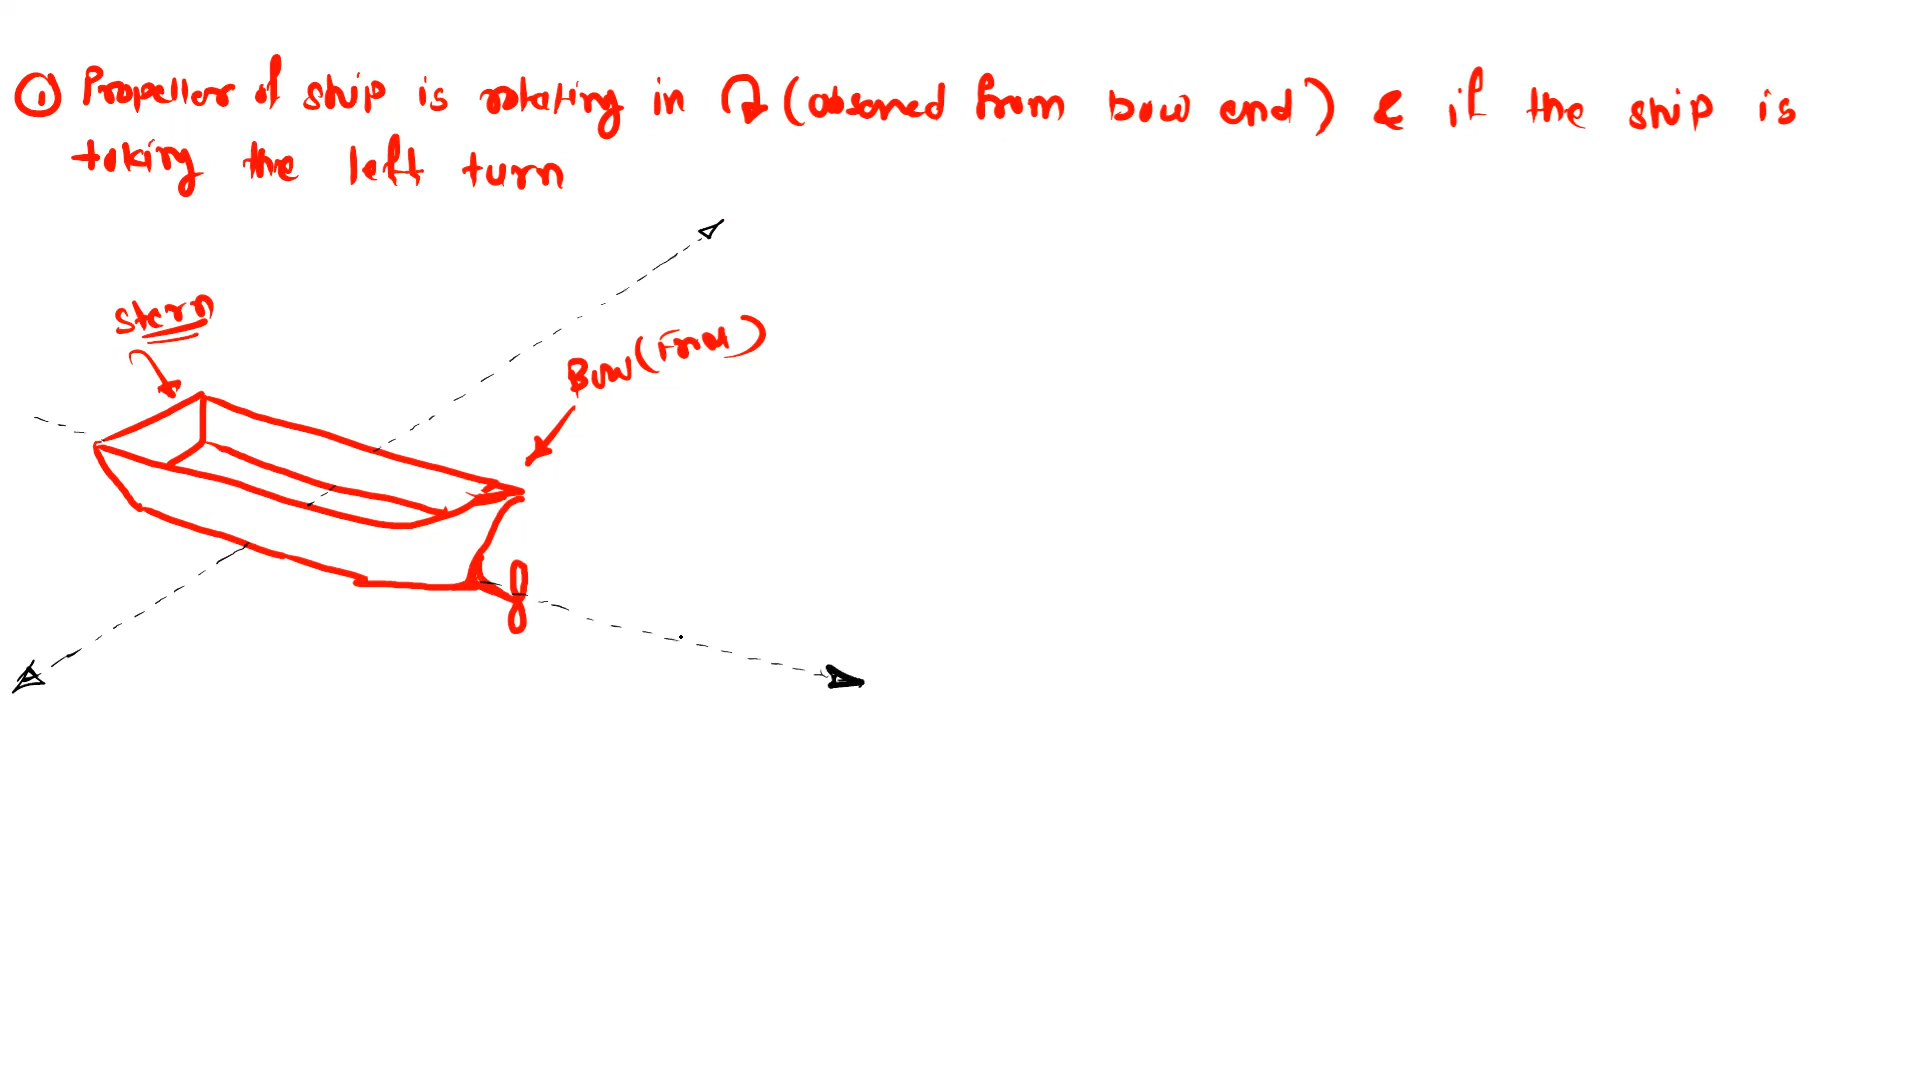 ① Propeller of ship is rotating in ↷ (observed from bow end) & if the ship is
taking the left turn
stern
Bow (Front)